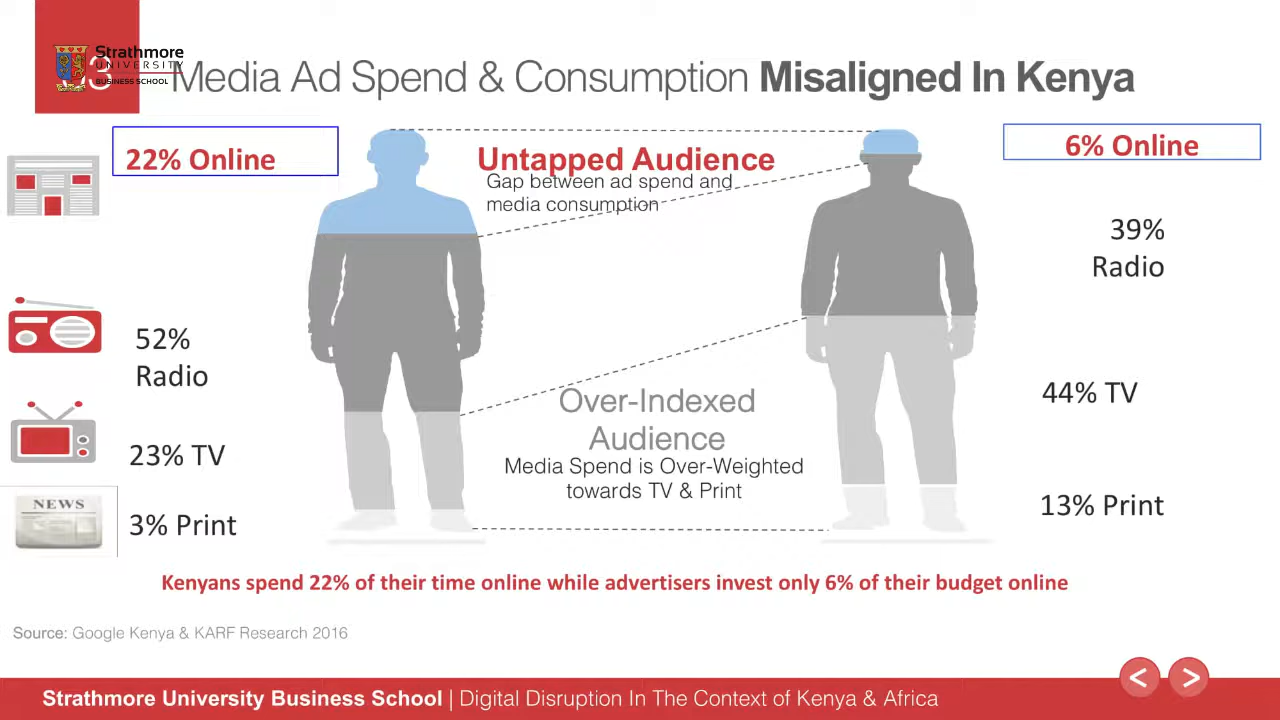 Strathmore
UNIVERSITY
BUSINESS SCHOOL
3
Media Ad Spend & Consumption Misaligned In Kenya
22% Online
Untapped Audience
Gap between ad spend and
media consumption
6% Online
39%
Radio
52%
Radio
44% TV
Over-Indexed
Audience
23% TV
Media Spend is Over-Weighted
towards TV & Print
NEWS
3% Print
13% Print
Kenyans spend 22% of their time online while advertisers invest only 6% of their budget online
Source: Google Kenya & KARF Research 2016
< >
Strathmore University Business School | Digital Disruption In The Context of Kenya & Africa